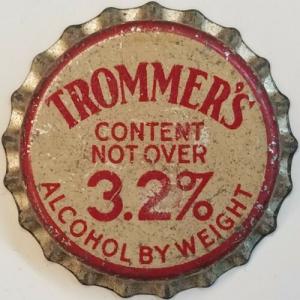 TROMMER'S
CONTENT
NOT OVER
3.2%
ALCOHOL BY WEIGHT